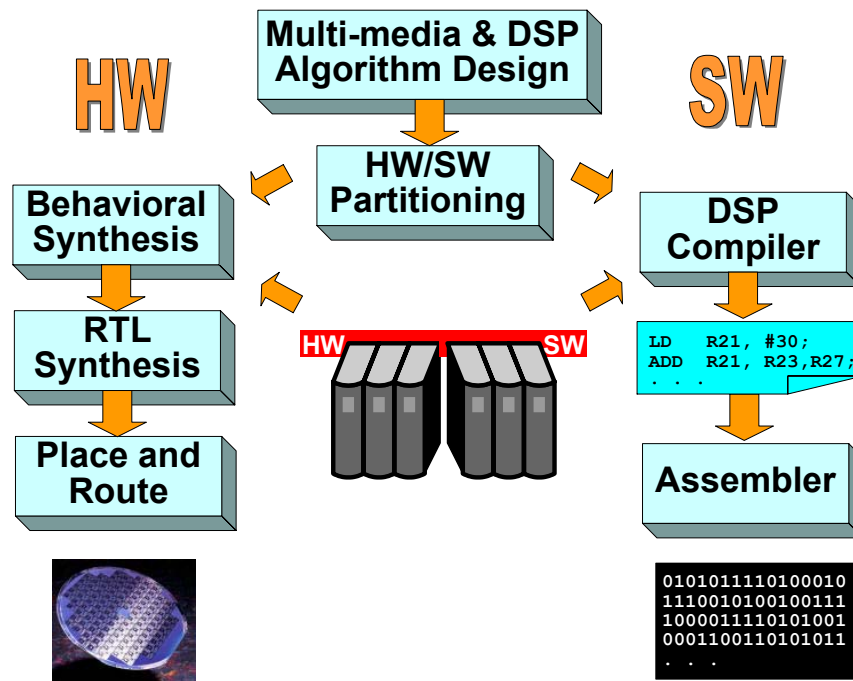 Multi-media & DSP
Algorithm Design
HW
SW
HW/SW
Partitioning
Behavioral
Synthesis
DSP
Compiler
RTL
Synthesis
HW
SW
LD R21, #30;
ADD R21, R23,R27;
. . .
Place and
Route
Assembler
0101011110100010
1110010100100111
1000011110101001
0001100110101011
. . .